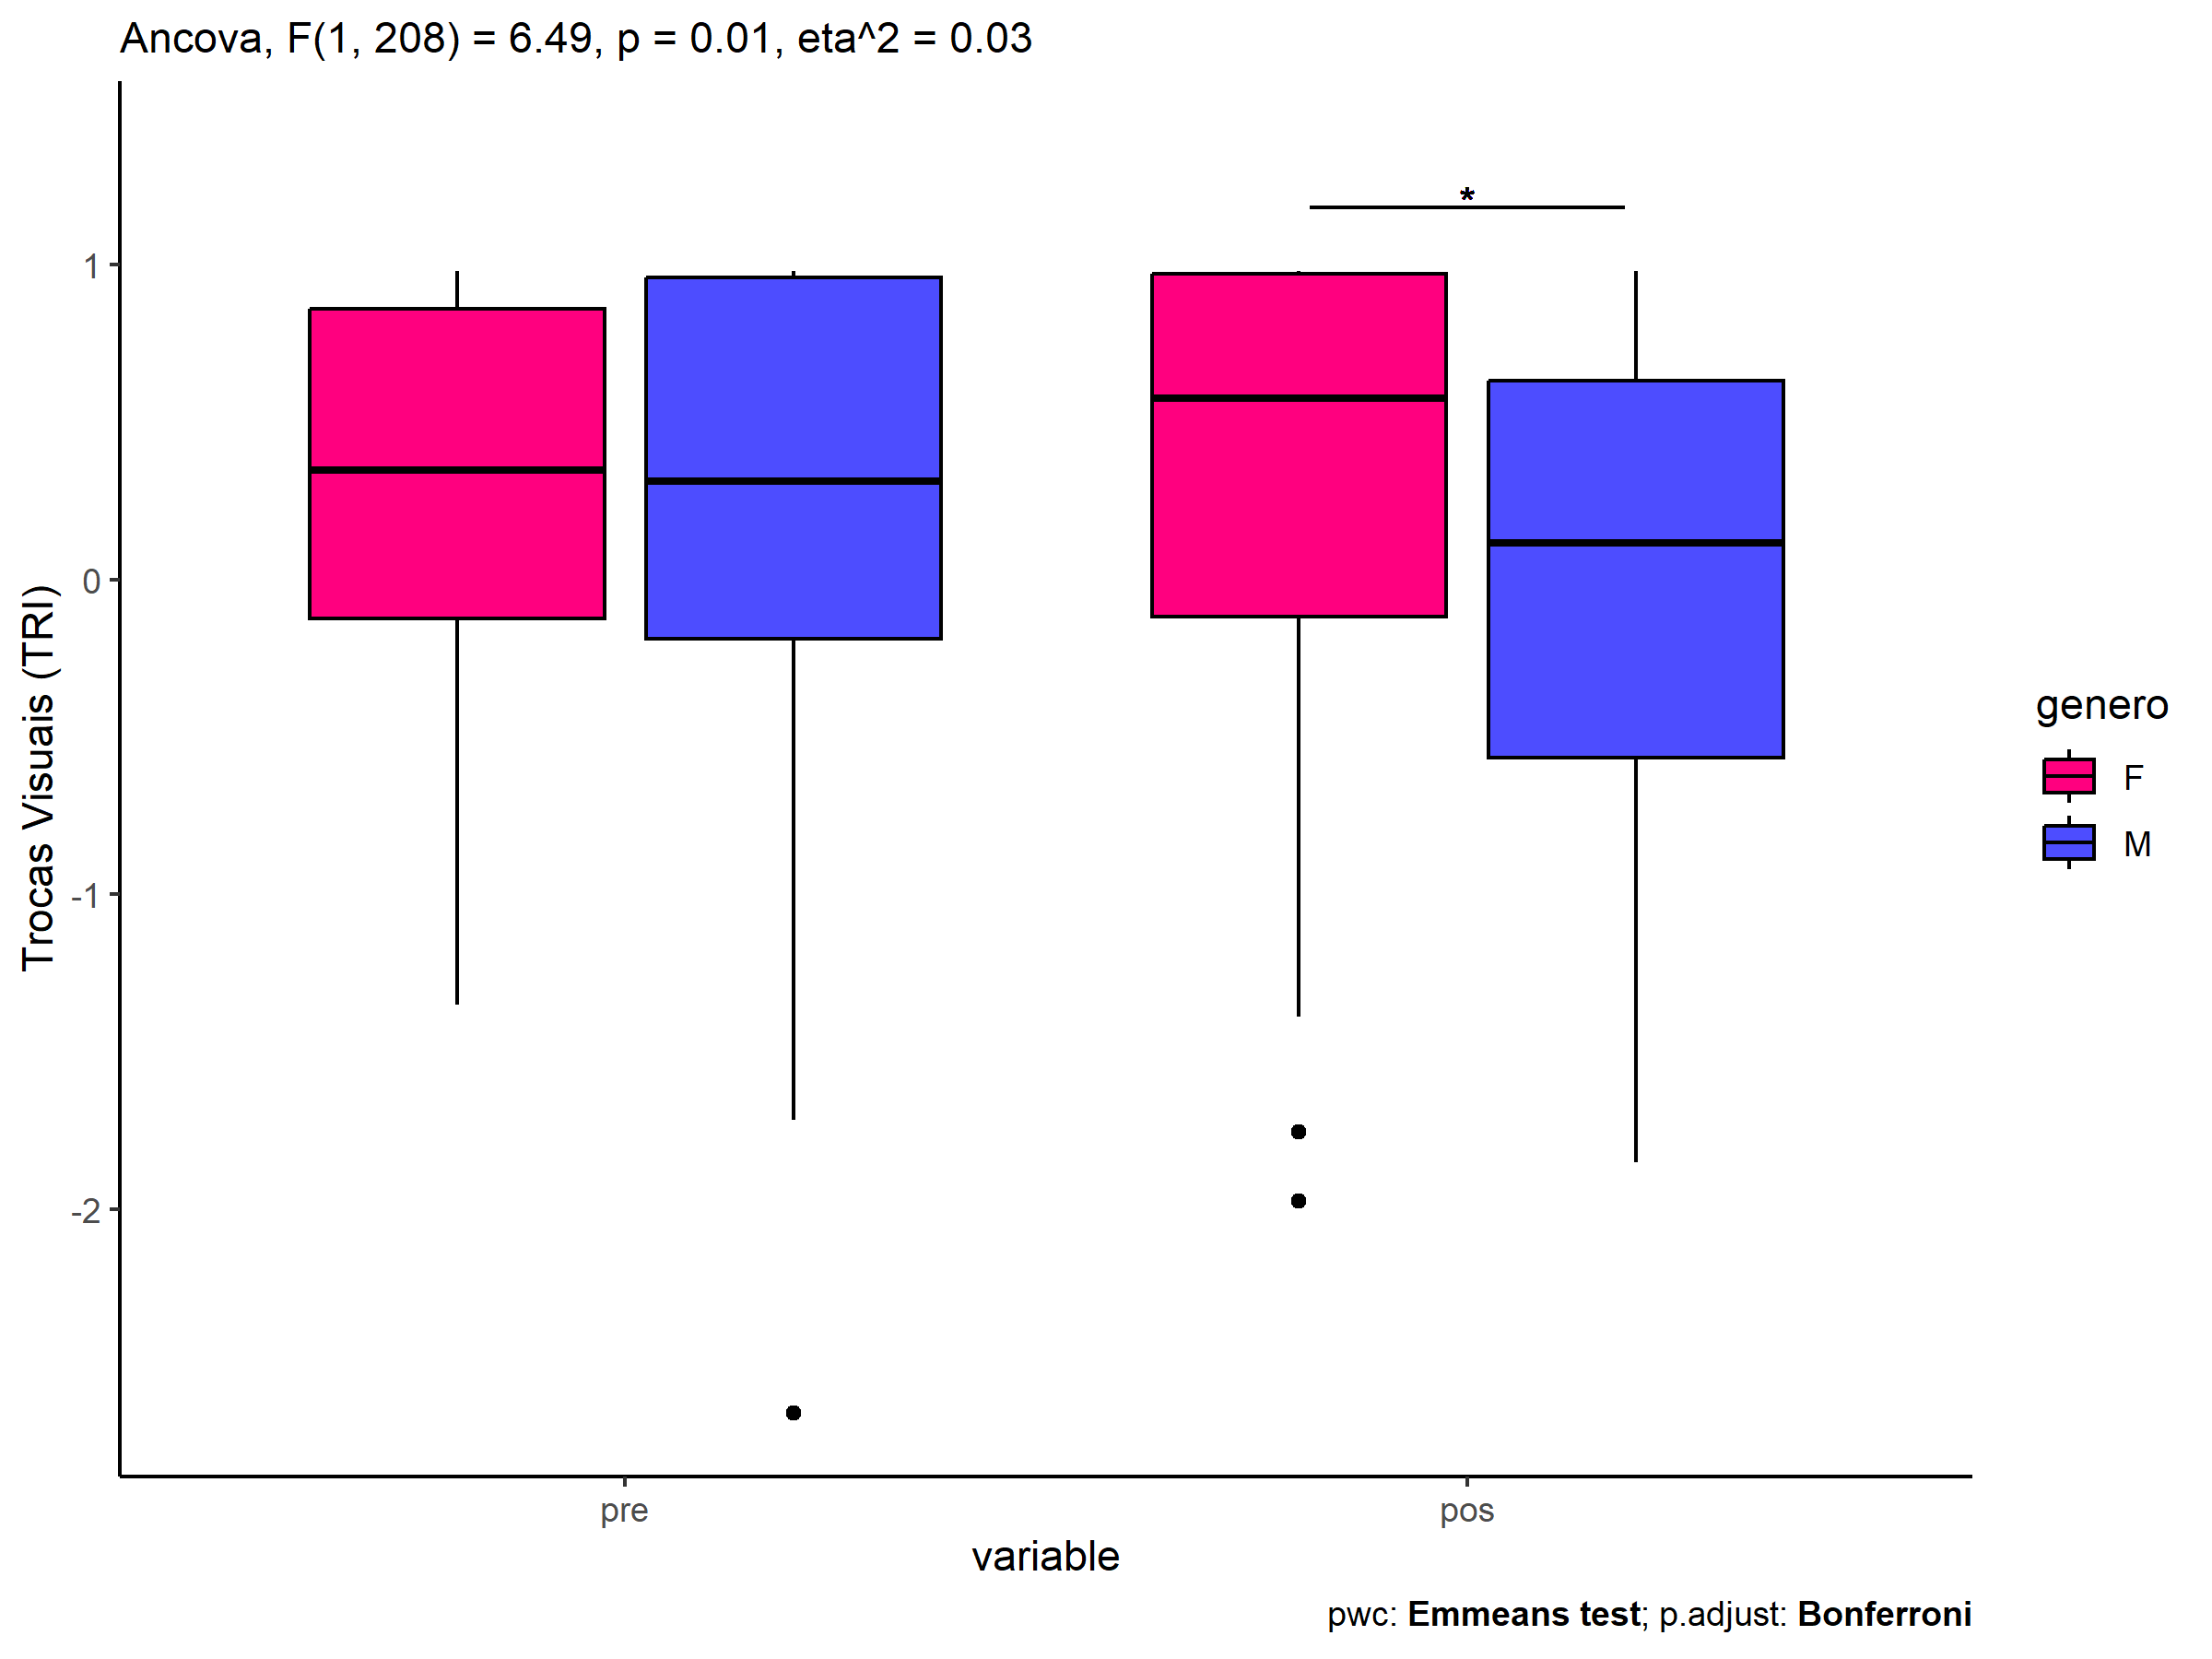 Ancova, F(1, 208) = 6.49, p = 0.01, eta^2 = 0.03
*
1
0
-1
-2
Trocas Visuais (TRI)
pre
pos
variable
genero
F
M
pwc: Emmeans test; p.adjust: Bonferroni